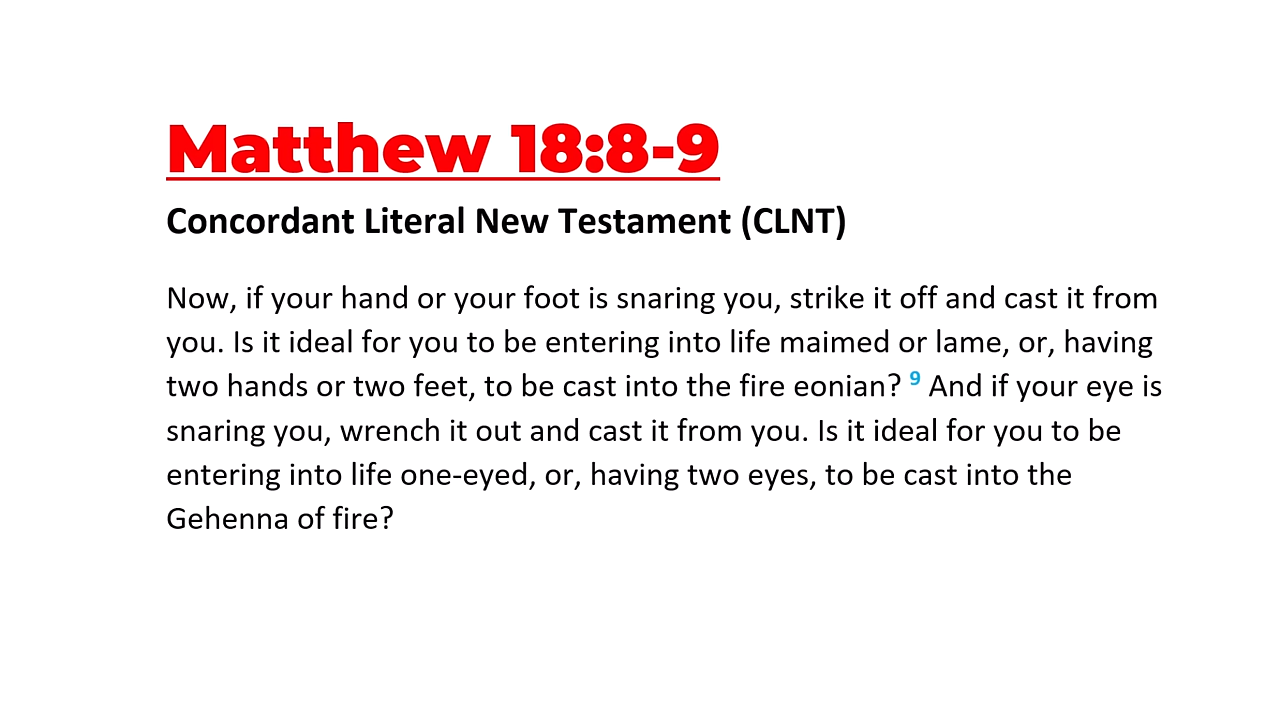 Matthew 18:8-9
Concordant Literal New Testament (CLNT)
Now, if your hand or your foot is snaring you, strike it off and cast it from
you. Is it ideal for you to be entering into life maimed or lame, or, having
two hands or two feet, to be cast into the fire eonian? 9 And if your eye is
snaring you, wrench it out and cast it from you. Is it ideal for you to be
entering into life one-eyed, or, having two eyes, to be cast into the
Gehenna of fire?